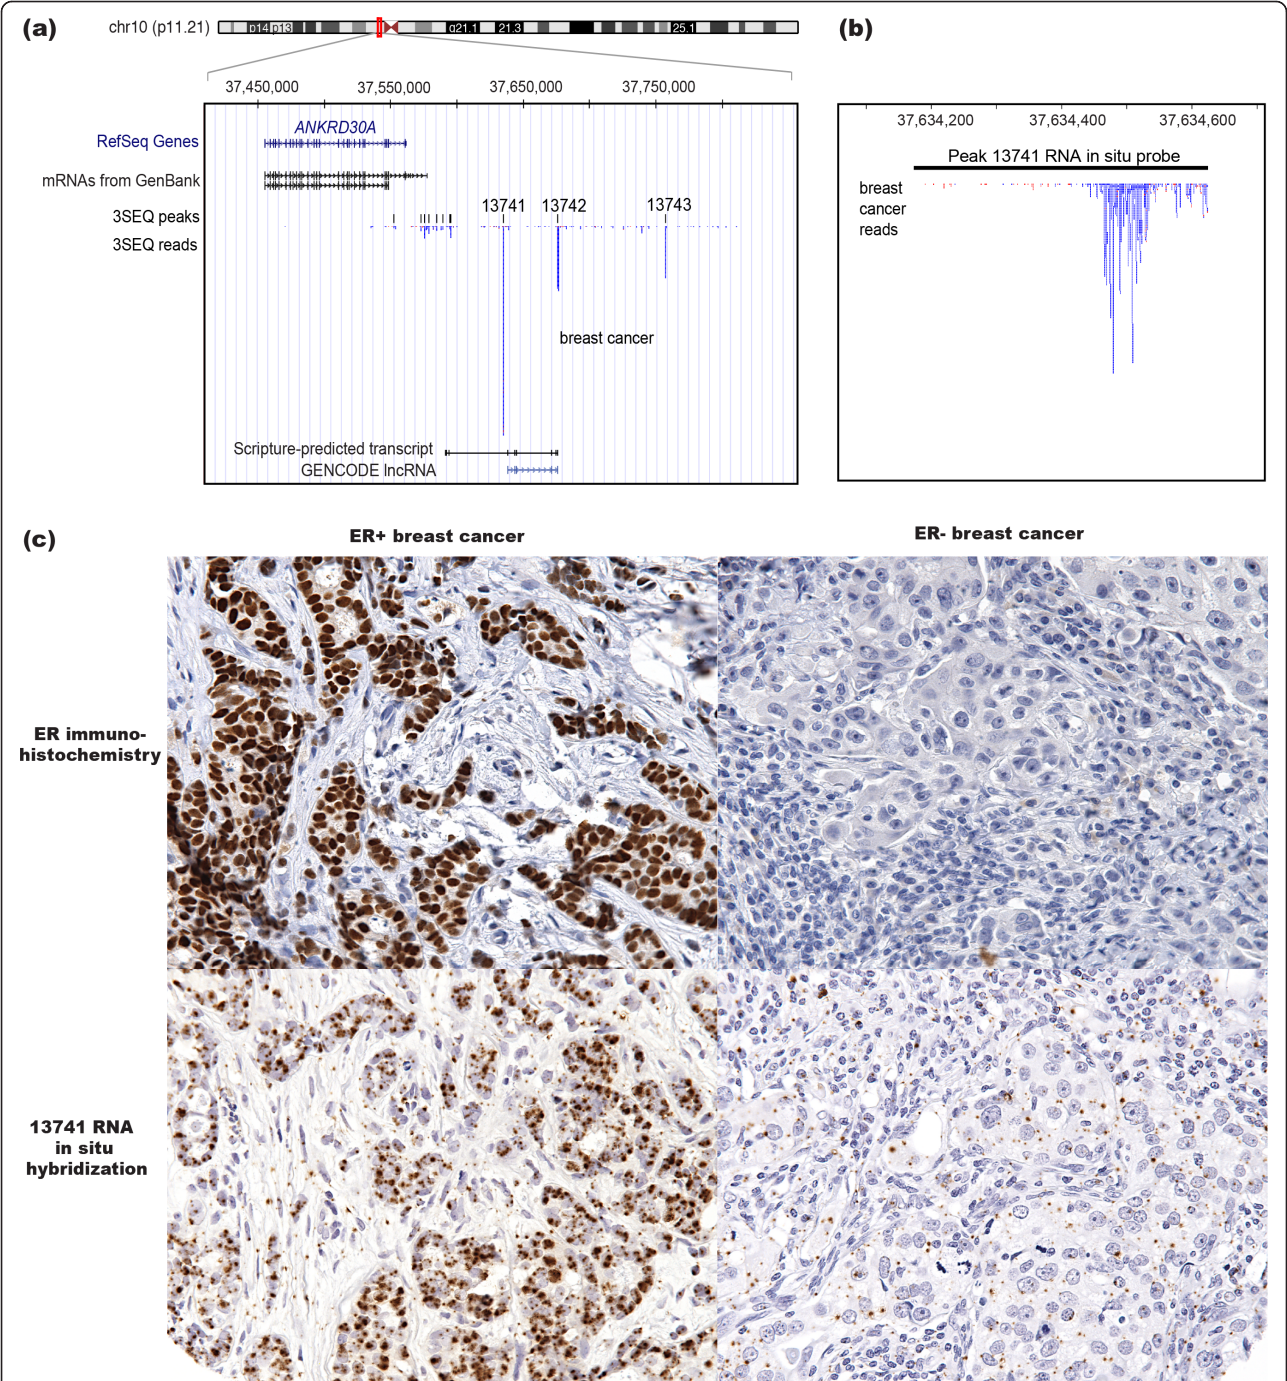 (a)
chr10 (p11.21)
p14 p13 q21.1 21.3 25.1
37,450,000 37,550,000 37,650,000 37,750,000
ANKRD30A
RefSeq Genes
mRNAs from GenBank
3SEQ peaks 13741 13742 13743
3SEQ reads
breast cancer
Scripture-predicted transcript
GENCODE lncRNA
(b)
37,634,200 37,634,400 37,634,600
Peak 13741 RNA in situ probe
breast
cancer
reads
(c)
ER+ breast cancer
ER- breast cancer
ER immuno-
histochemistry
13741 RNA
in situ
hybridization